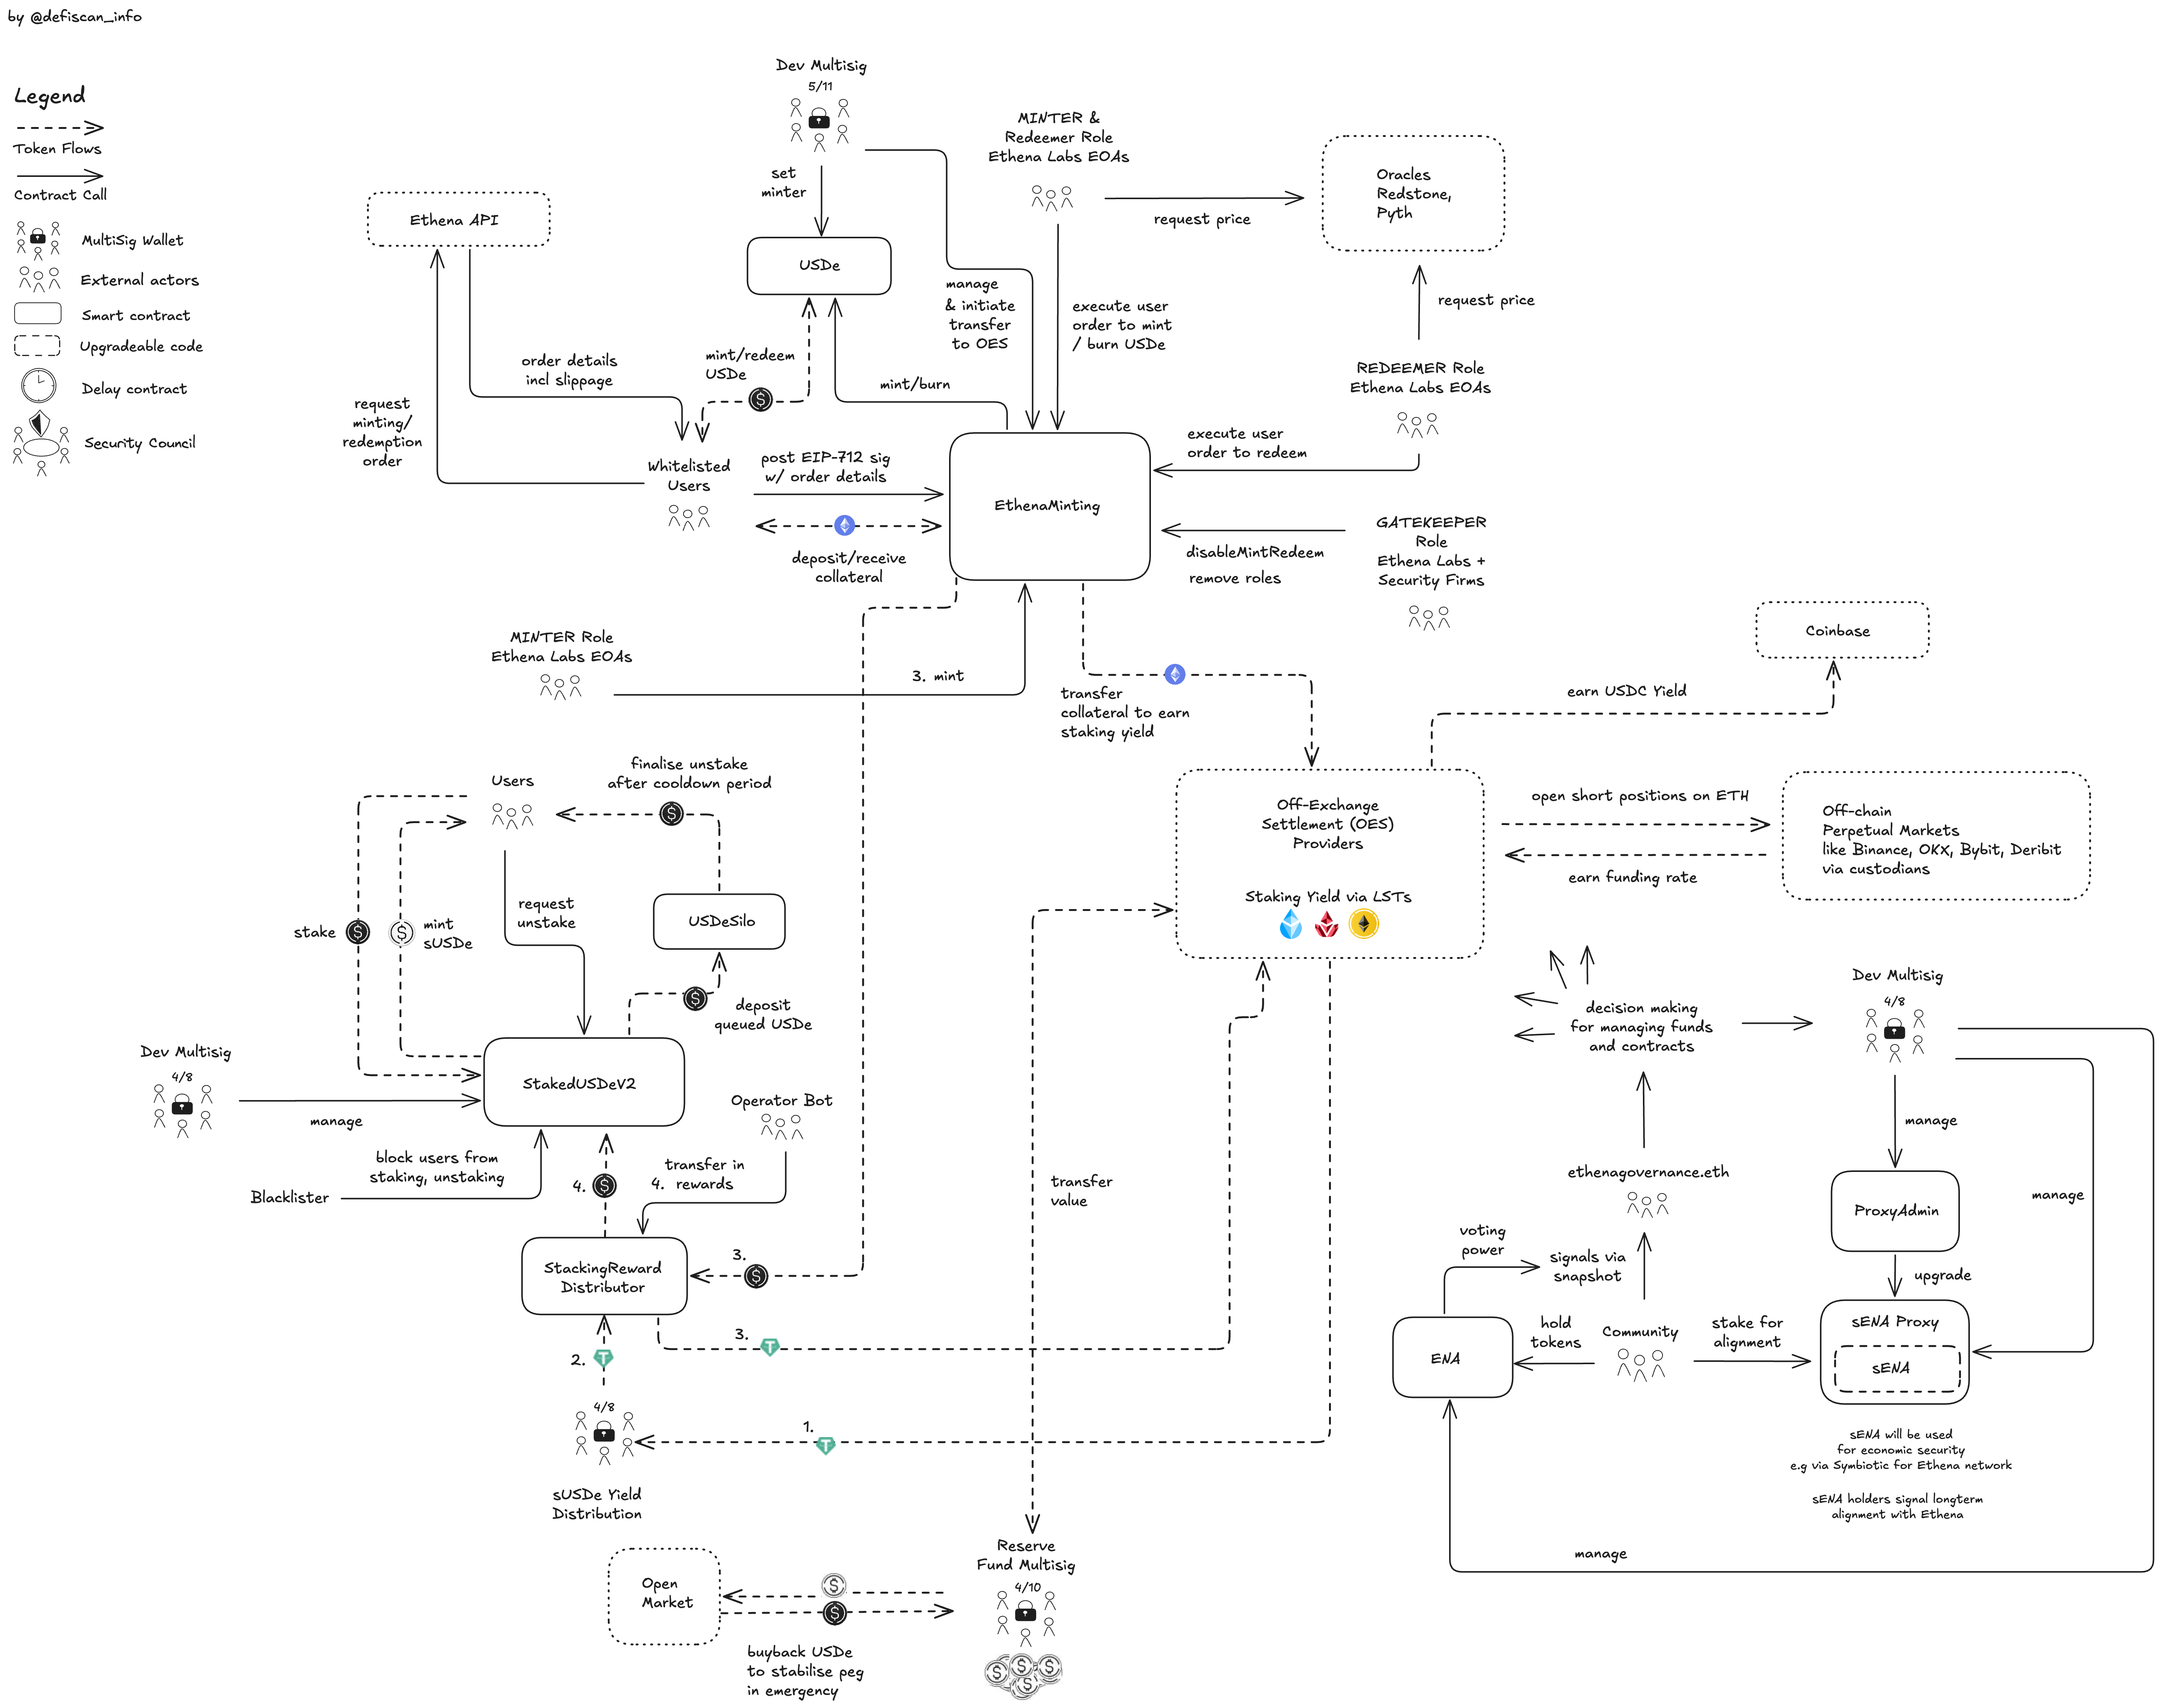 by @defiscan_info
Legend
Token Flows
Contract Call
MultiSig Wallet
External actors
Smart contract
Upgradeable code
Delay contract
Security Council
Dev Multisig
5/11
set
minter
USDe
MINTER &
Redeemer Role
Ethena Labs EOAs
request price
Oracles
Redstone,
Pyth
request price
REDEEMER Role
Ethena Labs EOAs
execute user
order to redeem
Ethena API
order details
incl slippage
request
minting/
redemption
order
mint/redeem
USDe
mint/burn
manage
& initiate
transfer
to OES
execute user
order to mint
/ burn USDe
Whitelisted
Users
post EIP-712 sig
w/ order details
deposit/receive
collateral
EthenaMinting
disableMintRedeem
remove roles
GATEKEEPER
Role
Ethena Labs +
Security Firms
MINTER Role
Ethena Labs EOAs
3. mint
transfer
collateral to earn
staking yield
Coinbase
earn USDC Yield
Off-Exchange
Settlement (OES)
Providers
Staking Yield via LSTs
open short positions on ETH
earn funding rate
Off-chain
Perpetual Markets
like Binance, OKX, Bybit, Deribit
via custodians
Users
finalise unstake
after cooldown period
stake
mint
sUSDe
request
unstake
USDeSilo
deposit
queued USDe
Dev Multisig
4/8
manage
StakedUSDeV2
Operator Bot
block users from
staking, unstaking
Blacklister
4.
transfer in
4. rewards
StackingReward
Distributor
3.
3.
2.
4/8
1.
sUSDe Yield
Distribution
transfer
value
Reserve
Fund Multisig
4/10
Open
Market
buyback USDe
to stabilise peg
in emergency
decision making
for managing funds
and contracts
Dev Multisig
4/8
manage
manage
ethenagovernance.eth
ProxyAdmin
upgrade
voting
power
signals via
snapshot
ENA
hold
tokens
Community
stake for
alignment
sENA Proxy
sENA
sENA will be used
for economic security
e.g via Symbiotic for Ethena network
sENA holders signal longterm
alignment with Ethena
manage